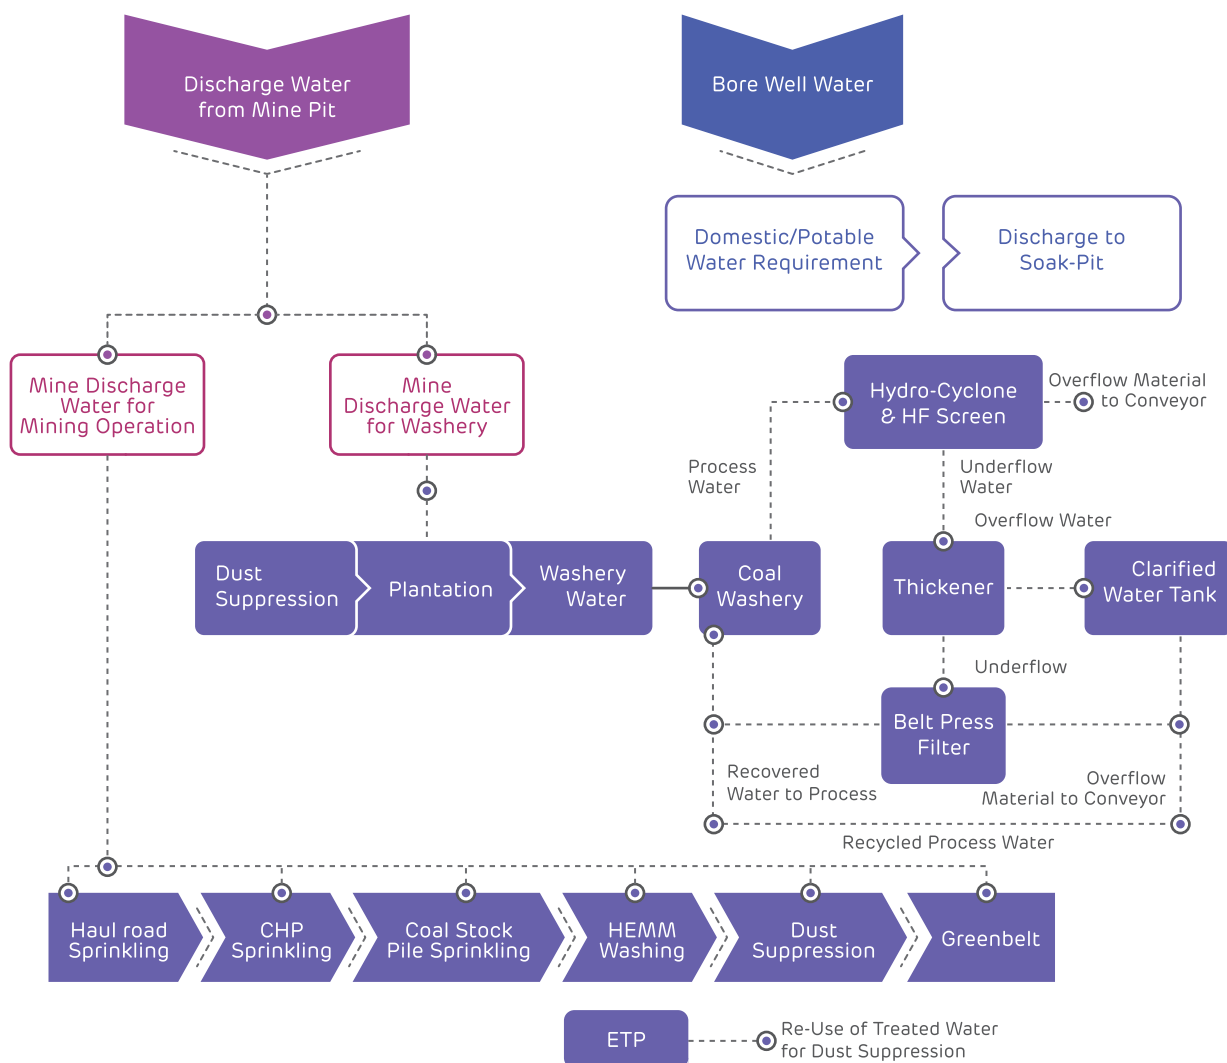 Discharge Water
from Mine Pit
Bore Well Water
Domestic/Potable
Water Requirement
Discharge to
Soak-Pit
Mine Discharge
Water for
Mining Operation
Mine
Discharge Water
for Washery
Hydro-Cyclone
& HF Screen
Overflow Material
to Conveyor
Process
Water
Underflow
Water
Overflow Water
Dust
Suppression
Plantation
Washery
Water
Coal
Washery
Thickener
Clarified
Water Tank
Underflow
Belt Press
Filter
Recovered
Water to Process
Overflow
Material to Conveyor
Recycled Process Water
Haul road
Sprinkling
CHP
Sprinkling
Coal Stock
Pile Sprinkling
HEMM
Washing
Dust
Suppression
Greenbelt
ETP
Re-Use of Treated Water
for Dust Suppression